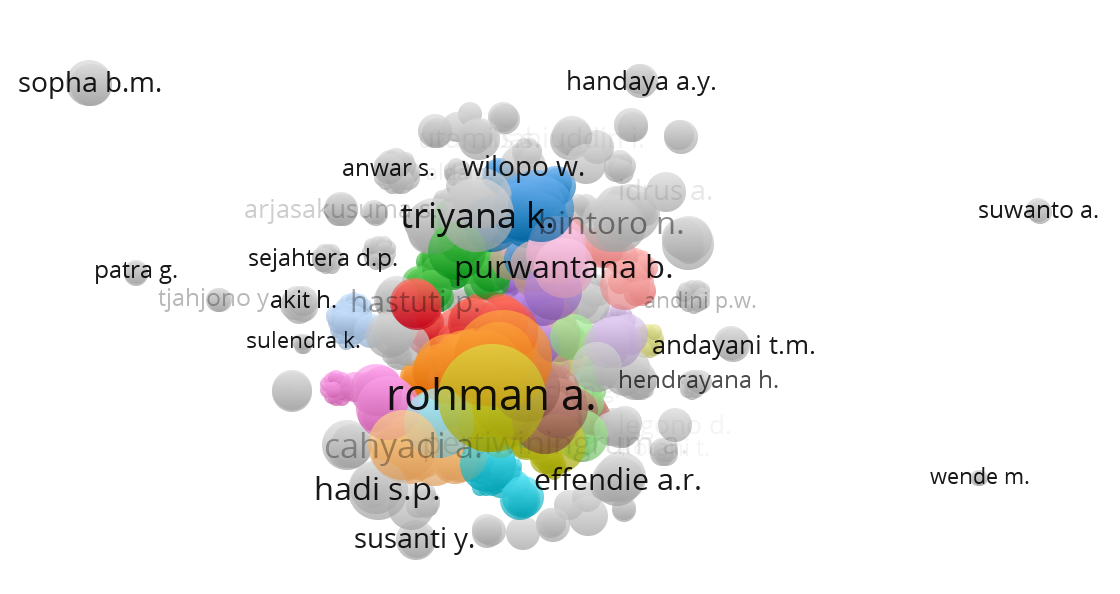 sopha b.m.
handaya a.y.
anwar s.
wilopo w.
idrus a.
arjasakusuma
triyana k.
bintoro n.
suwanto a.
sejahtera d.p.
purwantana b.
patra g.
tjahjono y
akit h.
hastuti p.
andini p.w.
sulendra k.
andayani t.m.
hendrayana h.
rohman a.
legono d.
cahyadi a.
hadi s.p.
effendie a.r.
wende m.
susanti y.